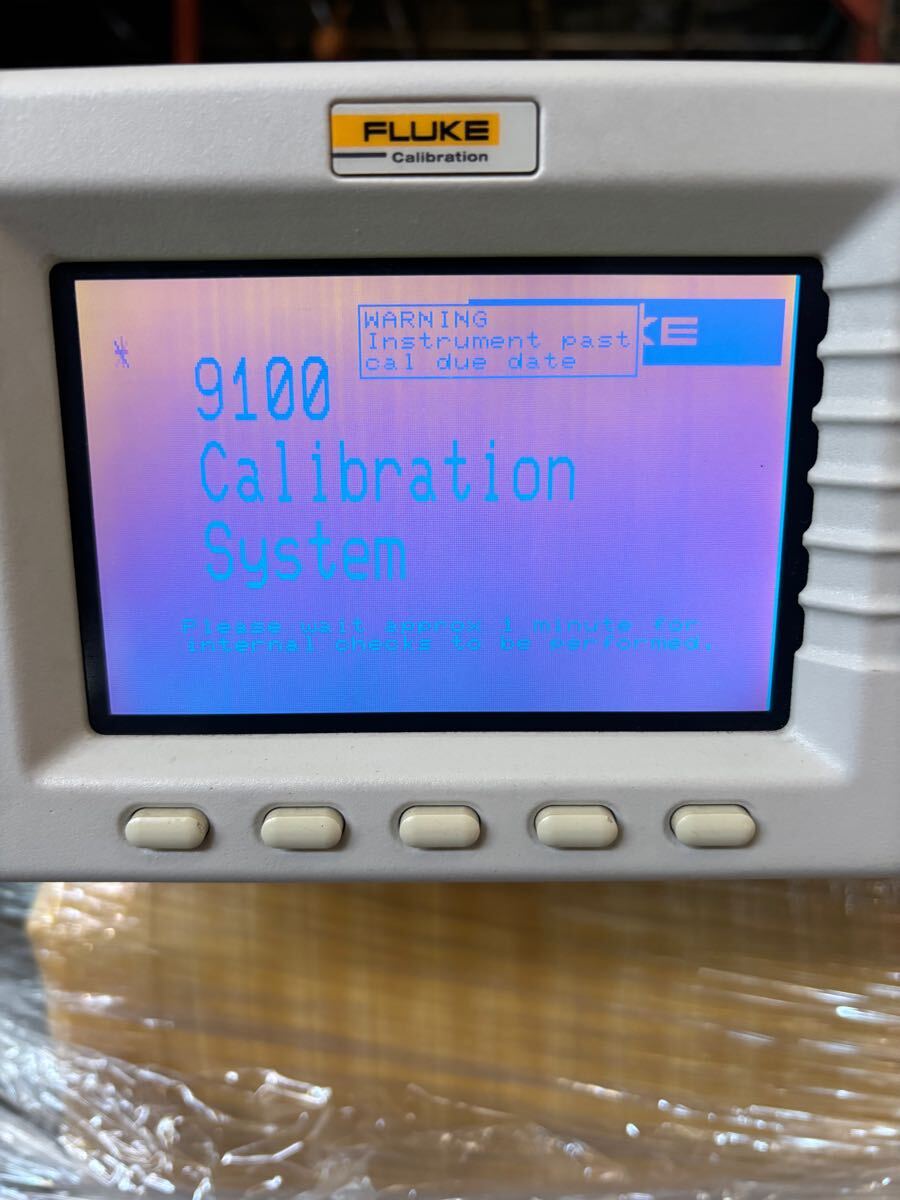 FLUKE
Calibration
WARNING
Instrument past
cal due date
KE
*
9100
Calibration
System
Please wait approx 1 minute for
internal checks to be performed.